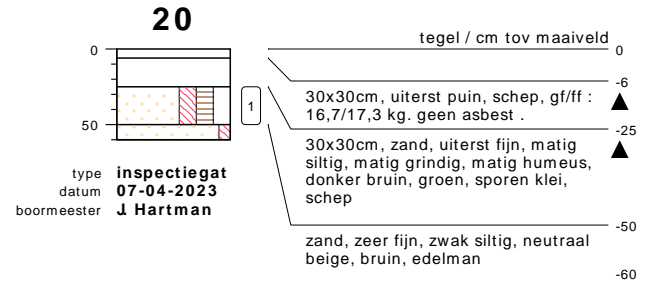 20
tegel / cm tov maaiveld
0
0
-6
30x30cm, uiterst puin, schep, gf/ff :
16,7/17,3 kg. geen asbest .
-25
30x30cm, zand, uiterst fijn, matig
siltig, matig grindig, matig humeus,
donker bruin, groen, sporen klei,
schep
1
50
-50
zand, zeer fijn, zwak siltig, neutraal
beige, bruin, edelman
-60
type inspectiegat
datum 07-04-2023
boormeester J. Hartman